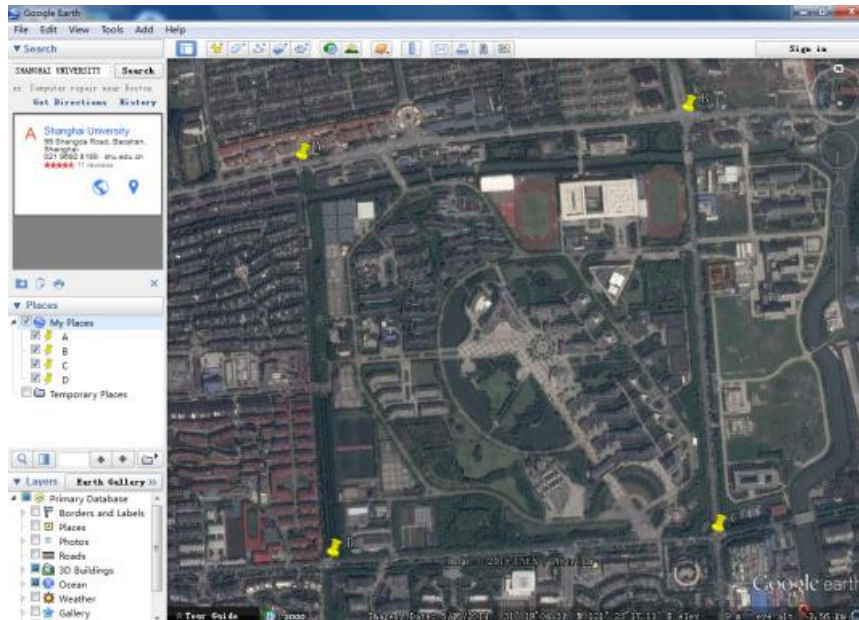 Google Earth
File Edit View Tools Add Help
Search
SHANGHAI UNIVERSITY Search
Get Directions History
Sign in
A
Shanghai University
99 Shangda Road, Baoshan,
Shanghai
11 reviews
Places
My Places
A
B
C
D
Temporary Places
Layers Earth Gallery
Primary Database
Borders and Labels
Places
Photos
Roads
3D Buildings
Ocean
Weather
Gallery
B
Google earth
Tour Guide